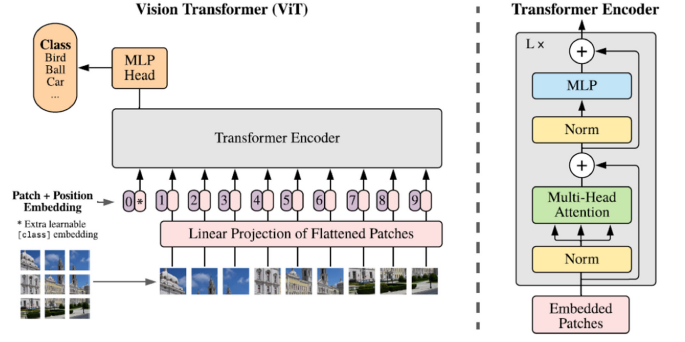 Vision Transformer (ViT)
Class
Bird
Ball
Car
...
MLP
Head
Transformer Encoder
Patch + Position
Embedding
* Extra learnable
[class] embedding
0 * 1 2 3 4 5 6 7 8 9
Linear Projection of Flattened Patches
Transformer Encoder
L ×
+
MLP
Norm
+
Multi-Head
Attention
Norm
Embedded
Patches